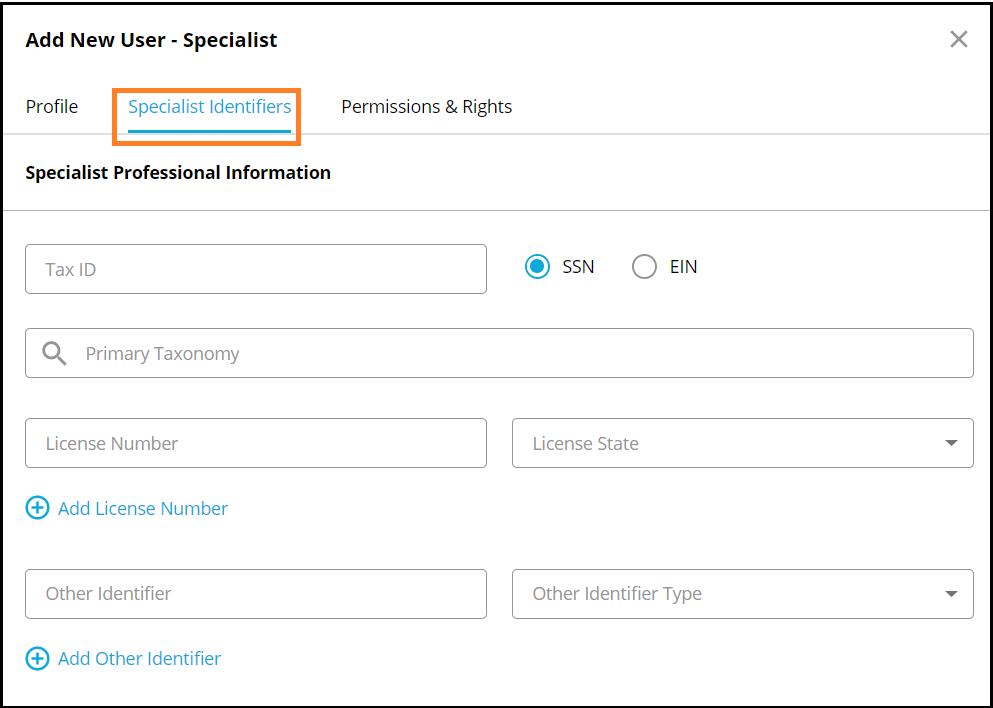 Add New User - Specialist
Profile Specialist Identifiers Permissions & Rights
Specialist Professional Information
Tax ID SSN EIN
Primary Taxonomy
License Number License State
Add License Number
Other Identifier Other Identifier Type
Add Other Identifier